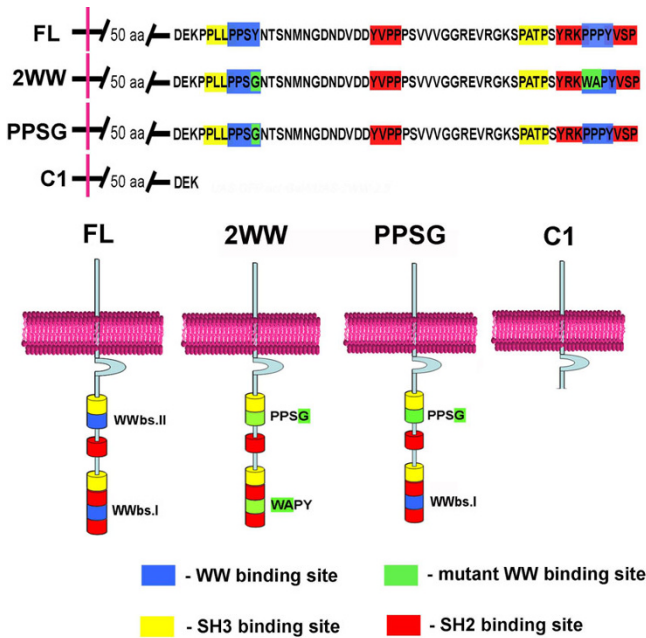 FL 50 aa DEKPPLLPPSYNTSNMNGDNDVDDYVPPPSVVVGGREVRGKSPATPSYRKPPPYVSP
2WW 50 aa DEKPPLLPPSGNTSNMNGDNDVDDYVPPPSVVVGGREVRGKSPATPSYRKWAPYVSP
PPSG 50 aa DEKPPLLPPSGNTSNMNGDNDVDDYVPPPSVVVGGREVRGKSPATPSYRKPPPYVSP
C1 50 aa DEK
FL 2WW PPSG C1
WWbs.II PPSG PPSG
WWbs.I WAPY WWbs.I
- WW binding site - mutant WW binding site
- SH3 binding site - SH2 binding site